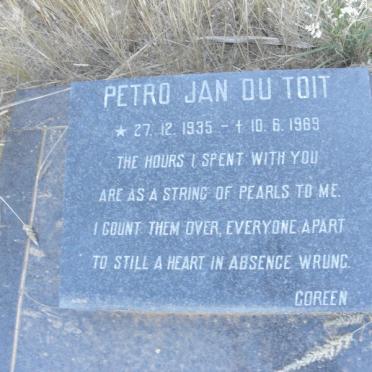 PETRO JAN DU TOIT
★ 27. 12. 1935 - ✝ 10. 6. 1969
THE HOURS I SPENT WITH YOU
ARE AS A STRING OF PEARLS TO ME.
I COUNT THEM OVER, EVERYONE APART
TO STILL A HEART IN ABSENCE WRUNG.
COREEN